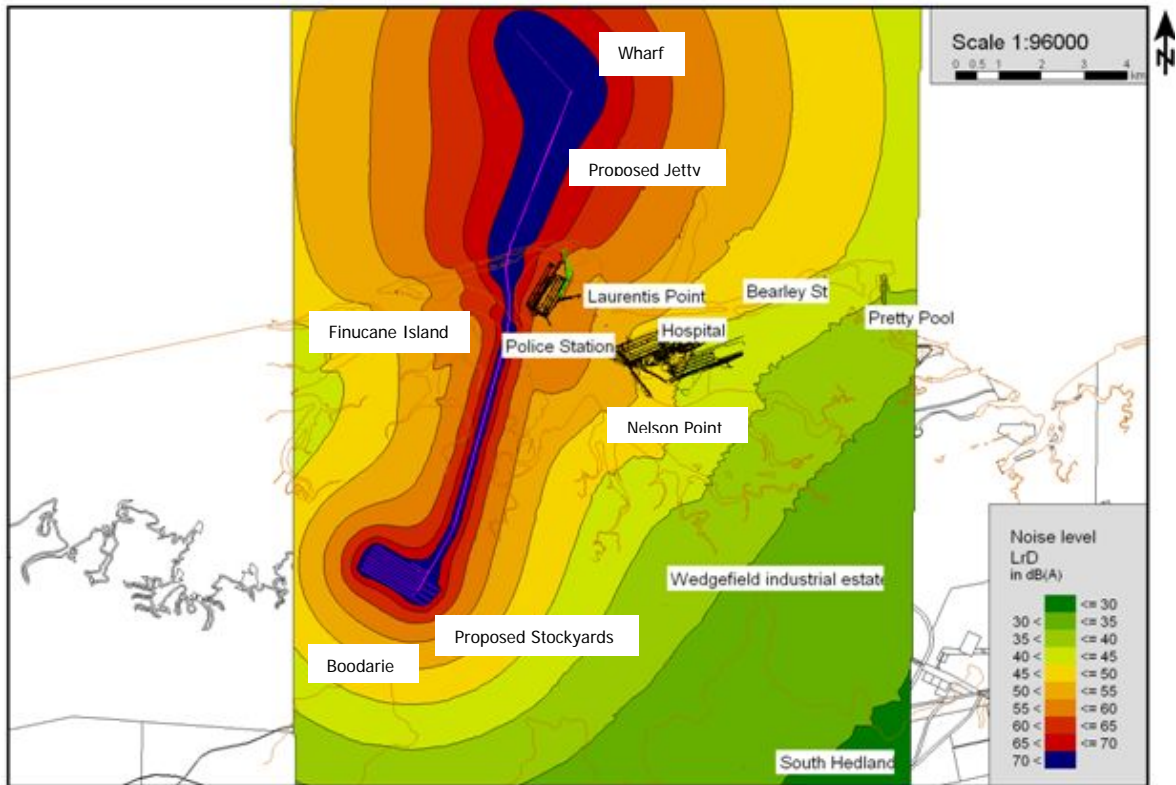 Wharf
Scale 1:96000
0 0.5 1 2 3 4
km
N
Proposed Jetty
Laurentis Point
Bearley St
Finucane Island
Police Station
Hospital
Pretty Pool
Nelson Point
Wedgefield industrial estate
Proposed Stockyards
Boodarie
South Hedland
Noise level
LrD
in dB(A)
<= 30
30 < <= 35
35 < <= 40
40 < <= 45
45 < <= 50
50 < <= 55
55 < <= 60
60 < <= 65
65 < <= 70
70 <